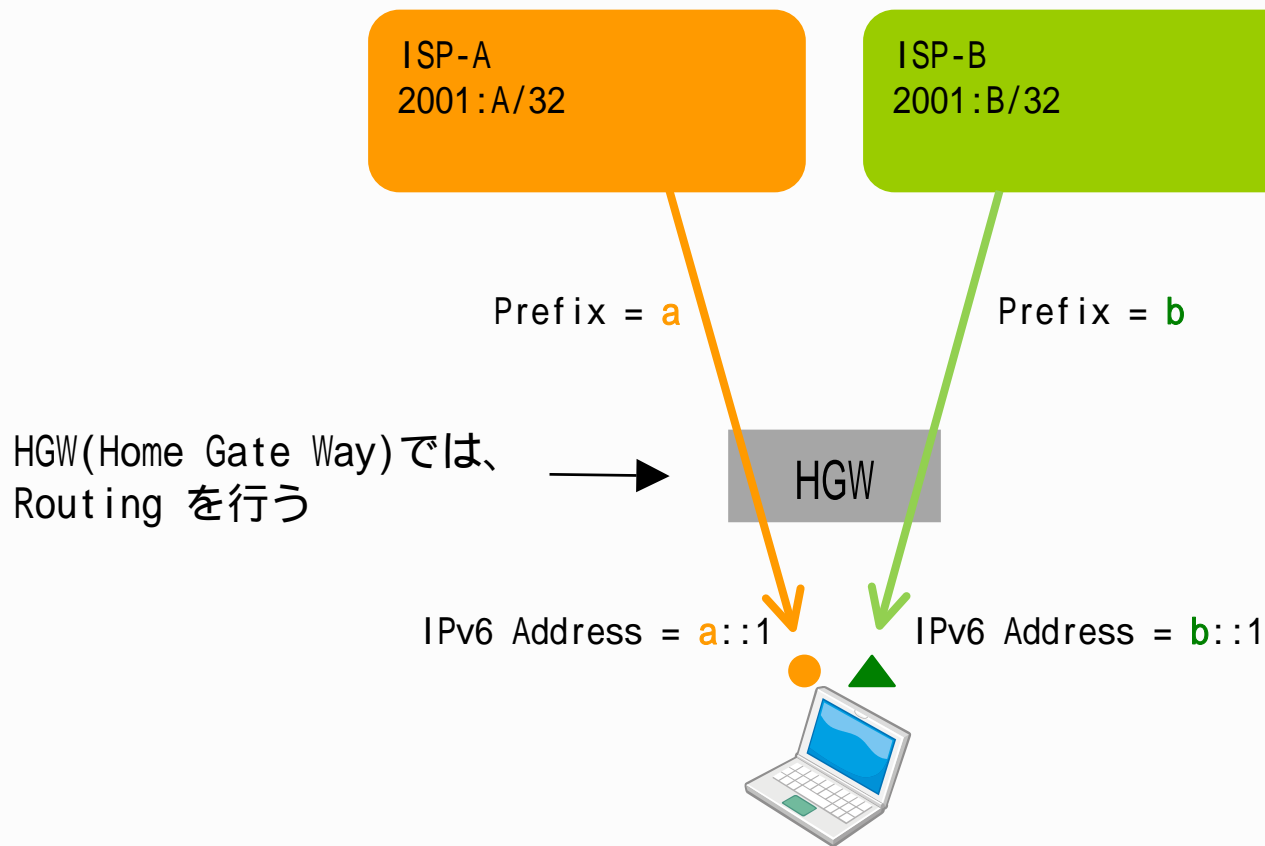 ISP-A
2001:A/32
ISP-B
2001:B/32
Prefix = a
Prefix = b
HGW(Home Gate Way)では、
Routing を行う
HGW
IPv6 Address = a::1
IPv6 Address = b::1